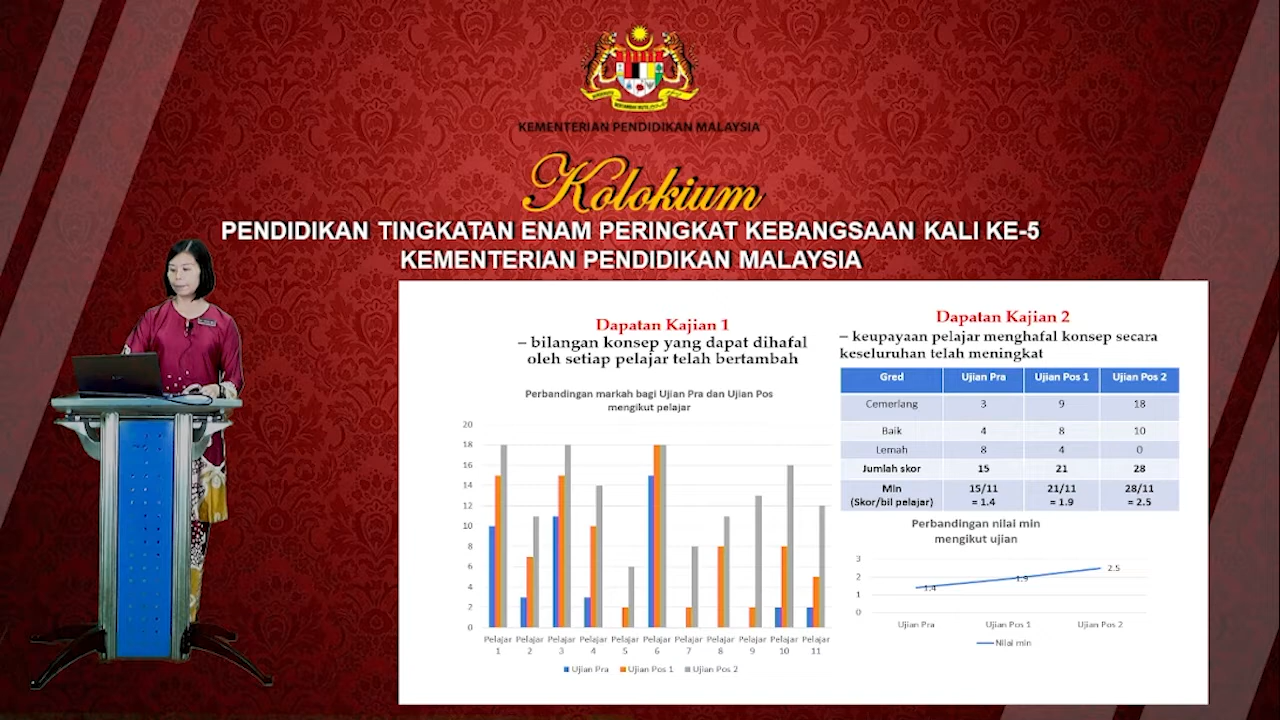 KEMENTERIAN PENDIDIKAN MALAYSIA
Kolokium
PENDIDIKAN TINGKATAN ENAM PERINGKAT KEBANGSAAN KALI KE-5
KEMENTERIAN PENDIDIKAN MALAYSIA
Dapatan Kajian 1
– bilangan konsep yang dapat dihafal
oleh setiap pelajar telah bertambah
Perbandingan markah bagi Ujian Pra dan Ujian Pos
mengikut pelajar
20
18
16
14
12
10
8
6
4
2
0
Pelajar Pelajar Pelajar Pelajar Pelajar Pelajar Pelajar Pelajar Pelajar Pelajar Pelajar
1 2 3 4 5 6 7 8 9 10 11
Ujian Pra Ujian Pos 1 Ujian Pos 2
Dapatan Kajian 2
– keupayaan pelajar menghafal konsep secara
keseluruhan telah meningkat
Gred Ujian Pra Ujian Pos 1 Ujian Pos 2
Cemerlang 3 9 18
Baik 4 8 10
Lemah 8 4 0
Jumlah skor 15 21 28
Min 15/11 21/11 28/11
(Skor/bil pelajar) = 1.4 = 1.9 = 2.5
Perbandingan nilai min
mengikut ujian
3
2
1
0
1.4
1.9
2.5
Ujian Pra Ujian Pos 1 Ujian Pos 2
Nilai min